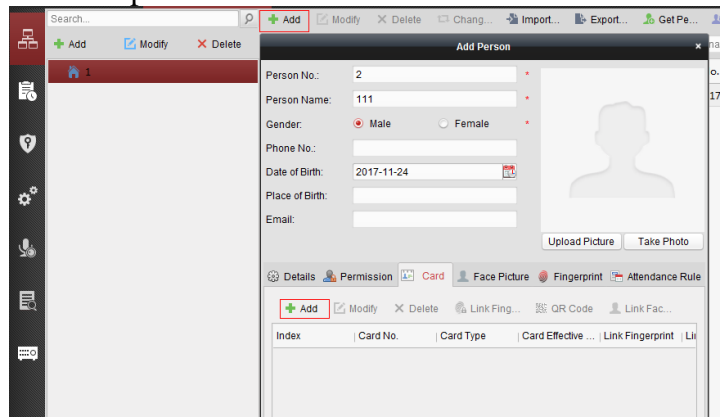 Search...
Add Modify Delete Chang... Import... Export... Get Pe...
Add Modify Delete
1
Add Person ×
Person No.: 2 *
Person Name: 111 *
Gender: Male Female *
Phone No.:
Date of Birth: 2017-11-24
Place of Birth:
Email:
Upload Picture Take Photo
Details Permission Card Face Picture Fingerprint Attendance Rule
Add Modify Delete Link Fing... QR Code Link Fac...
Index Card No. Card Type Card Effective ... Link Fingerprint
o.
17